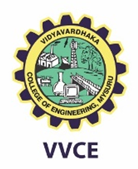 VIDYAVARDHAKA
COLLEGE OF ENGINEERING, MYSURU
VVCE